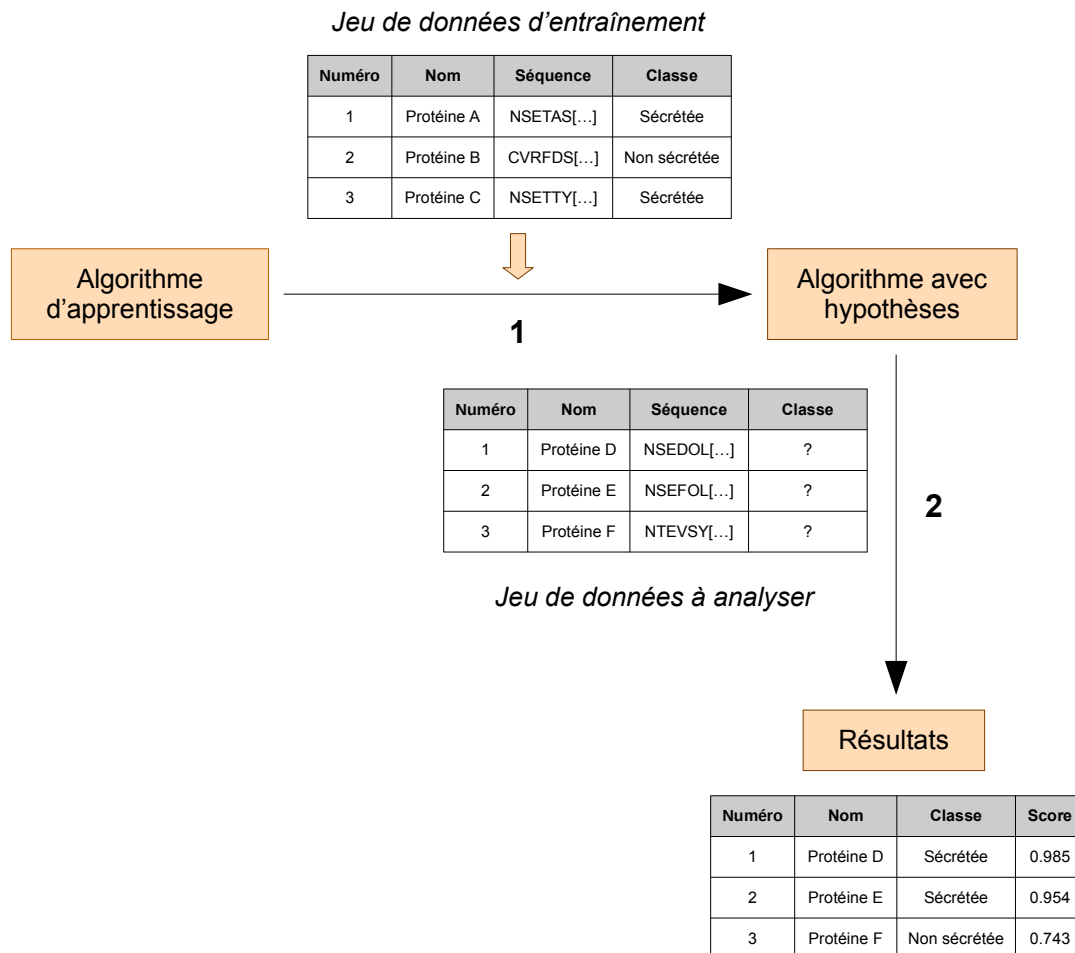 Jeu de données d'entraînement
Numéro Nom Séquence Classe
1 Protéine A NSETAS[…] Sécrétée
2 Protéine B CVRFDS[…] Non sécrétée
3 Protéine C NSETTY[…] Sécrétée
Algorithme
d'apprentissage
Algorithme avec
hypothèses
1
Numéro Nom Séquence Classe
1 Protéine D NSEDOL[…] ?
2 Protéine E NSEFOL[…] ?
3 Protéine F NTEVSY[…] ?
2
Jeu de données à analyser
Résultats
Numéro Nom Classe Score
1 Protéine D Sécrétée 0.985
2 Protéine E Sécrétée 0.954
3 Protéine F Non sécrétée 0.743